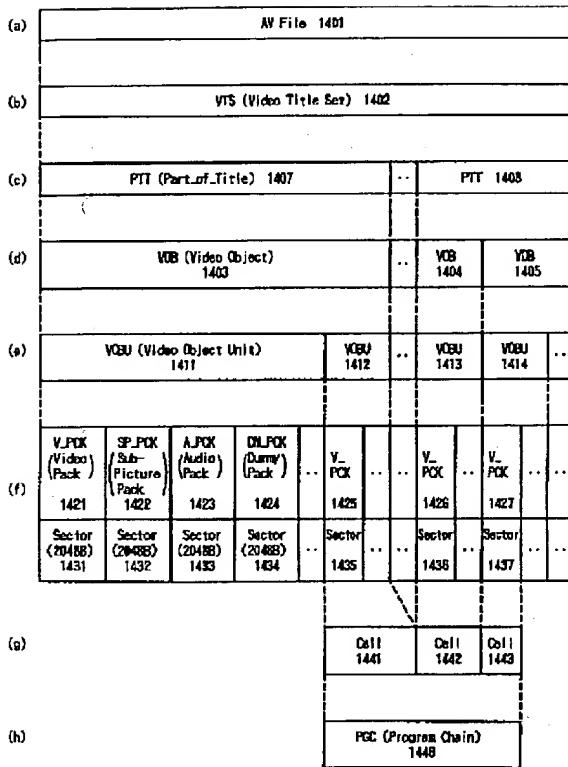 (a)
AV File 1401
(b)
VTS (Video Title Set) 1402
(c)
PTT (Part_of_Title) 1407
..
PTT 1408
(d)
VOB (Video Object)
1403
..
VOB
1404
VOB
1405
(e)
VOBU (Video Object Unit)
1411
VOBU
1412
..
VOBU
1413
VOBU
1414
..
(f)
V_PCK
(Video
Pack)
1421
SP_PCK
(Sub-
Picture
Pack)
1422
A_PCK
(Audio
Pack)
1423
DM_PCK
(Dummy
Pack)
1424
..
V_
PCK
1425
..
..
V_
PCK
1426
..
V_
PCK
1427
..
Sector
(2048B)
1431
Sector
(2048B)
1432
Sector
(2048B)
1433
Sector
(2048B)
1434
..
Sector
1435
..
..
Sector
1436
..
Sector
1437
..
(g)
Cell
1441
Cell
1442
Cell
1443
(h)
PGC (Program Chain)
1446